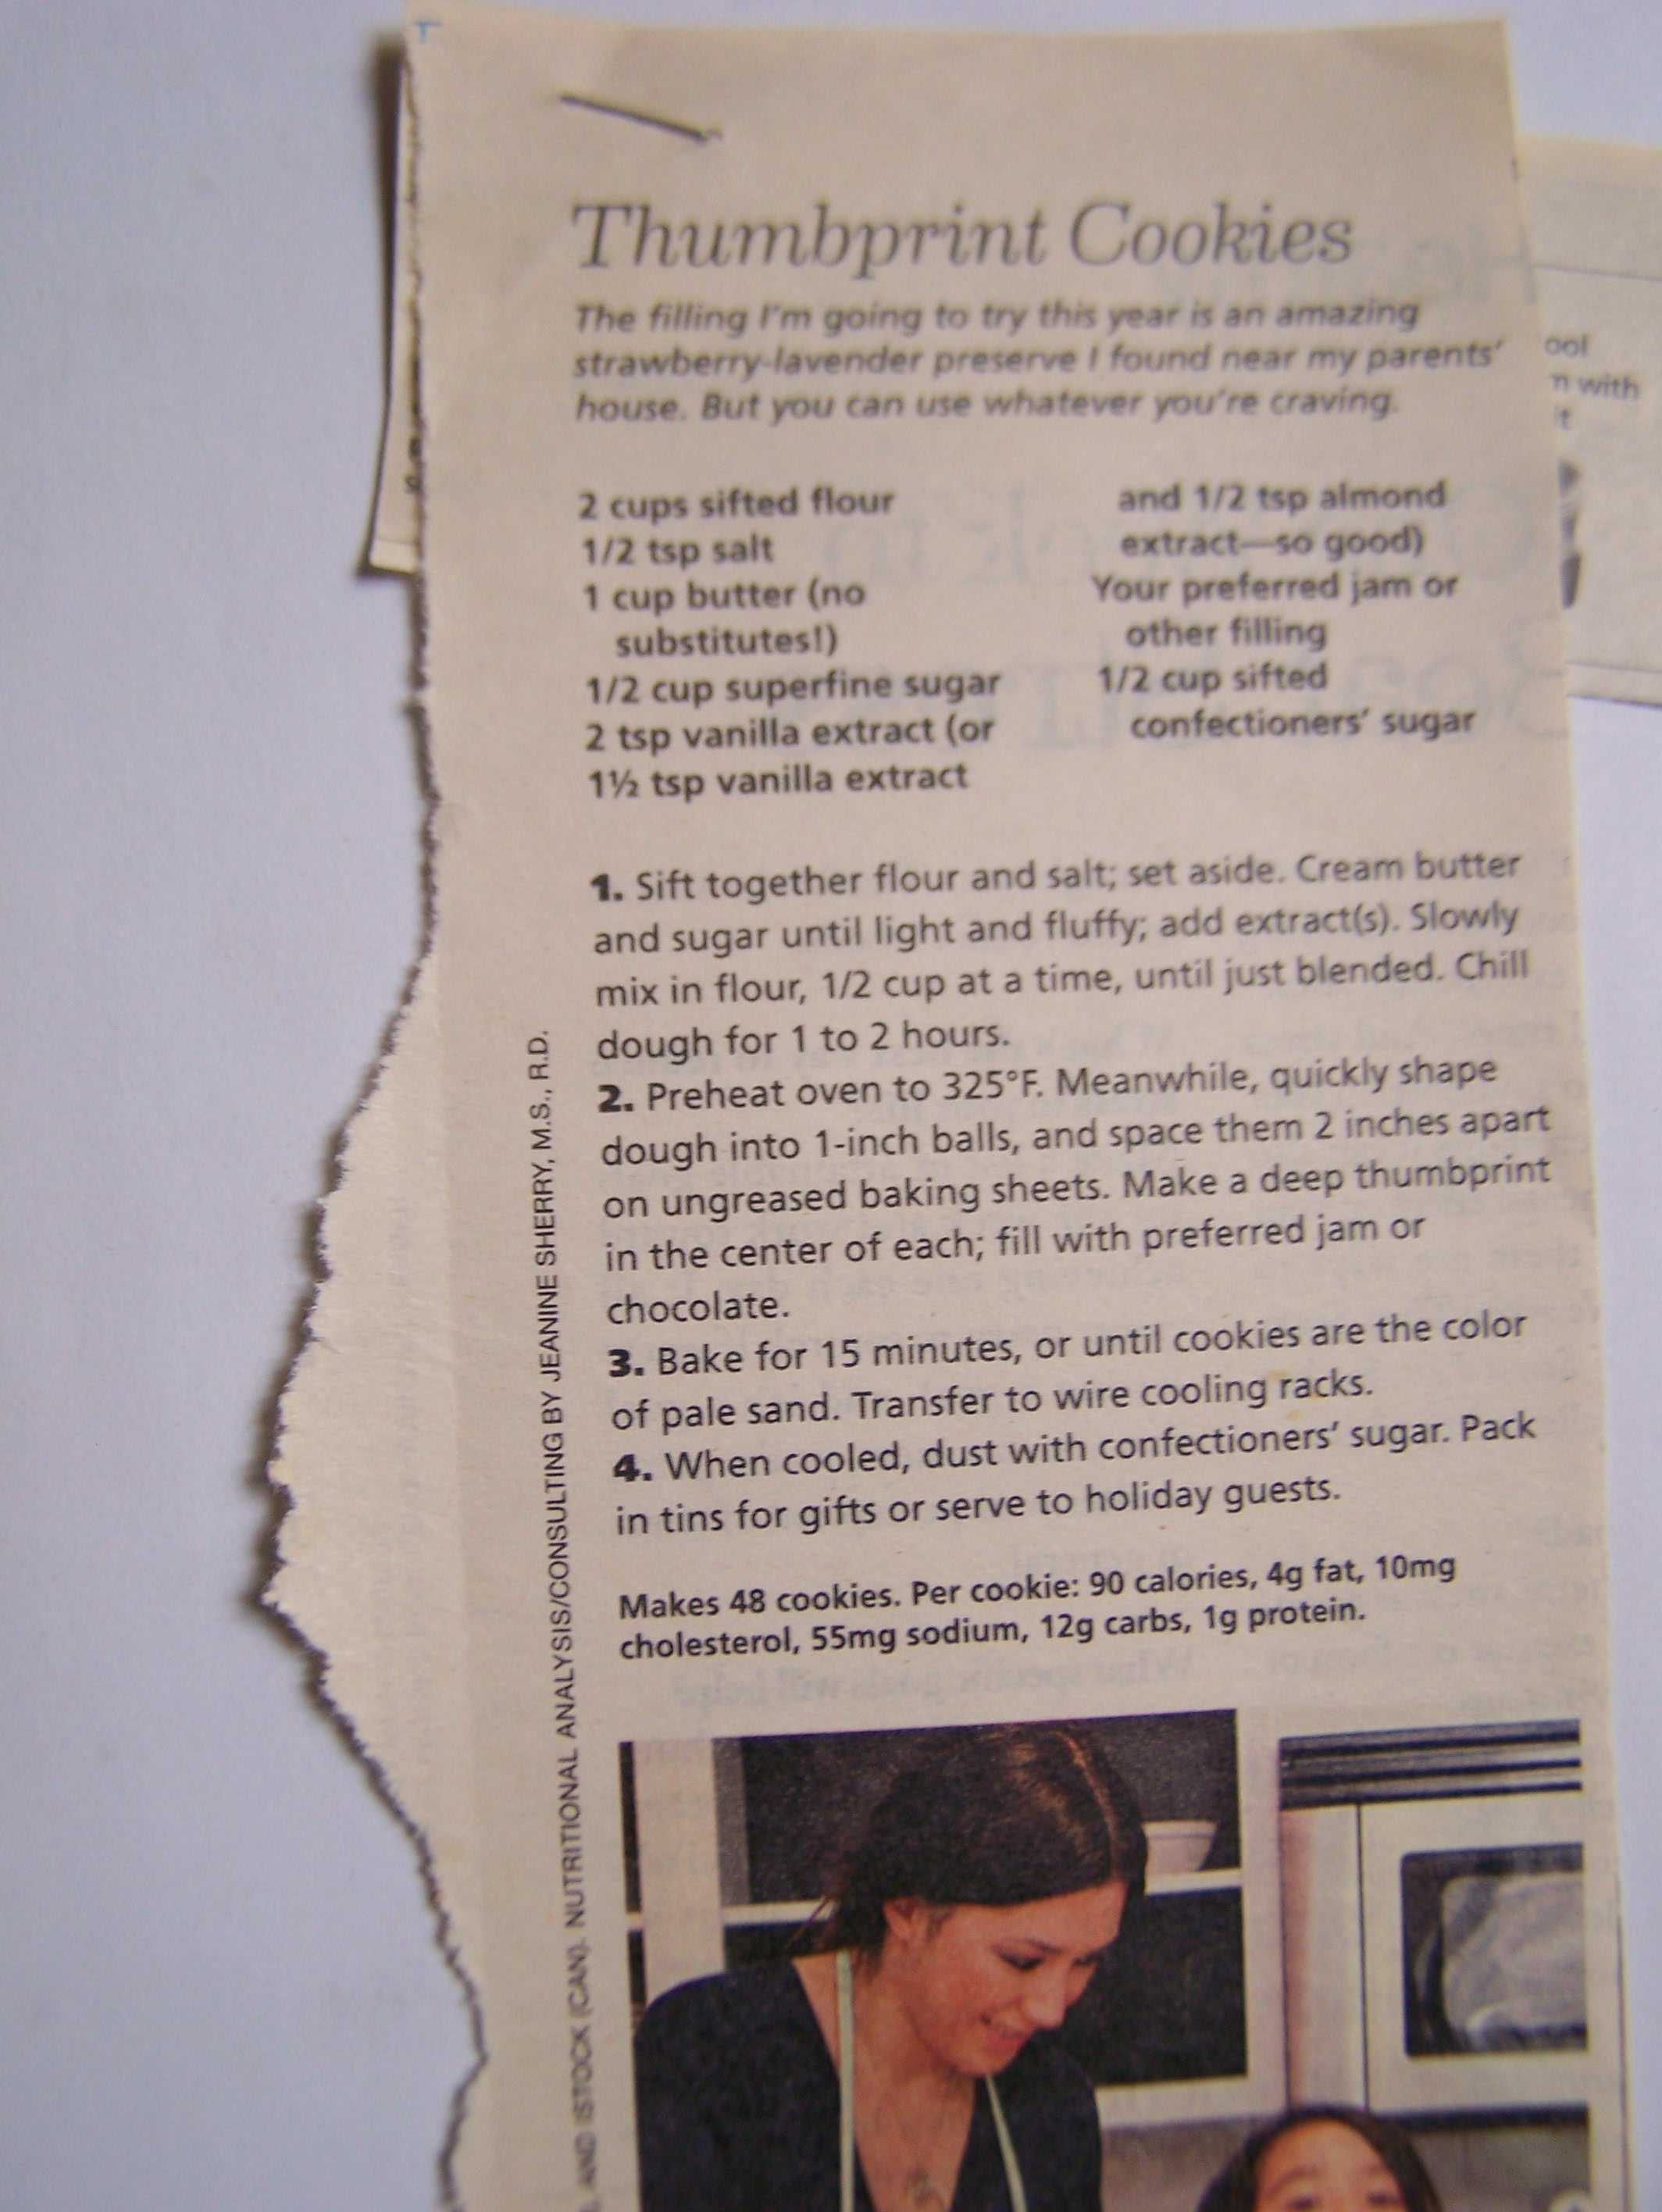 Thumbprint Cookies
The filling I'm going to try this year is an amazing
strawberry-lavender preserve I found near my parents'
house. But you can use whatever you're craving.
2 cups sifted flour
1/2 tsp salt
1 cup butter (no
substitutes!)
1/2 cup superfine sugar
2 tsp vanilla extract (or
1½ tsp vanilla extract
and 1/2 tsp almond
extract—so good)
Your preferred jam or
other filling
1/2 cup sifted
confectioners' sugar
1. Sift together flour and salt; set aside. Cream butter
and sugar until light and fluffy; add extract(s). Slowly
mix in flour, 1/2 cup at a time, until just blended. Chill
dough for 1 to 2 hours.
2. Preheat oven to 325°F. Meanwhile, quickly shape
dough into 1-inch balls, and space them 2 inches apart
on ungreased baking sheets. Make a deep thumbprint
in the center of each; fill with preferred jam or
chocolate.
3. Bake for 15 minutes, or until cookies are the color
of pale sand. Transfer to wire cooling racks.
4. When cooled, dust with confectioners' sugar. Pack
in tins for gifts or serve to holiday guests.
Makes 48 cookies. Per cookie: 90 calories, 4g fat, 10mg
cholesterol, 55mg sodium, 12g carbs, 1g protein.
AND ISTOCK (CAN). NUTRITIONAL ANALYSIS/CONSULTING BY JEANINE SHERRY, M.S., R.D.
ool
with